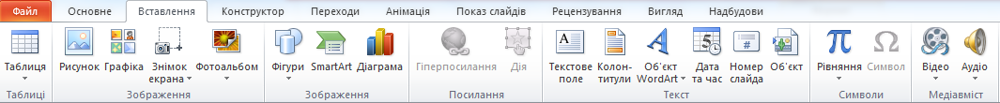 Файл Основне Вставлення Конструктор Переходи Анімація Показ слайдів Рецензування Вигляд Надбудови
Таблиця Рисунок Графіка Знімок екрана Фотоальбом Фігури SmartArt Діаграма Гіперпосилання Дія Текстове поле Колон-титули Об'єкт WordArt Дата та час Номер слайда Об'єкт Рівняння Символ Відео Аудіо
Таблиці Зображення Зображення Посилання Текст Символи Медіавміст